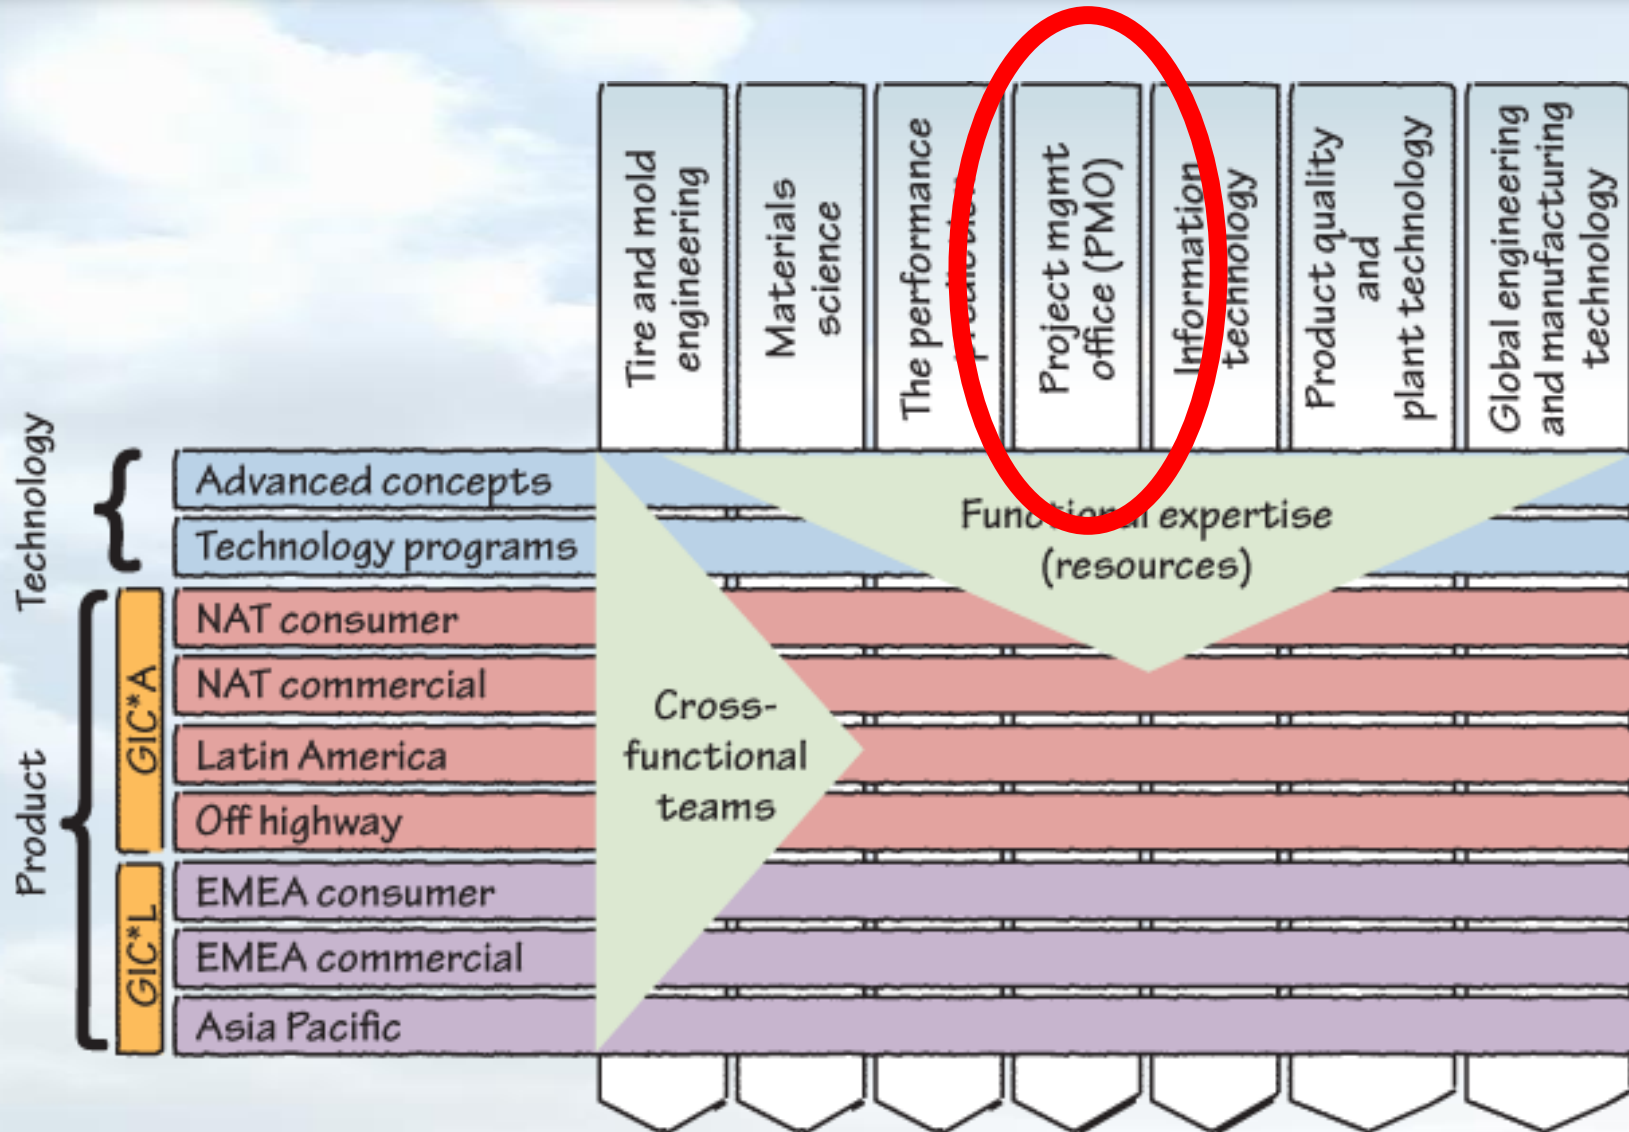 Tire and mold
engineering
Materials
science
The performance
Project mgmt
office (PMO)
Information
technology
Product quality
and
plant technology
Global engineering
and manufacturing
technology
Technology
Advanced concepts
Technology programs
Functional expertise
(resources)
Product
GIC*A
NAT consumer
NAT commercial
Latin America
Off highway
Cross-
functional
teams
GIC*L
EMEA consumer
EMEA commercial
Asia Pacific